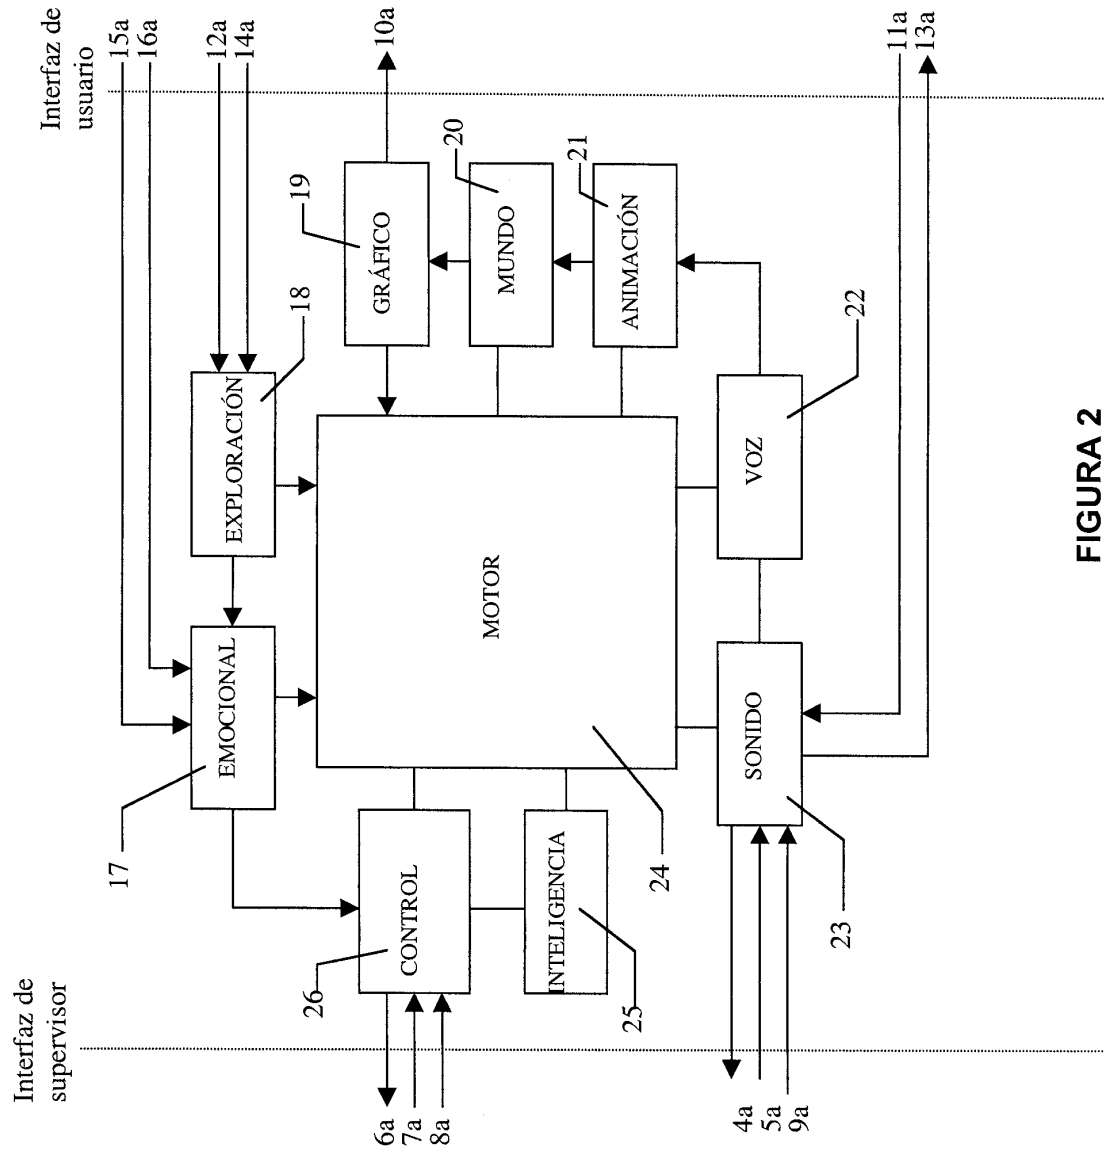 Interfaz de
supervisor
Interfaz de
usuario
15a
16a
12a
14a
17
EMOCIONAL
EXPLORACIÓN
18
6a
7a
8a
26
CONTROL
INTELIGENCIA
25
MOTOR
24
GRÁFICO
19
10a
MUNDO
20
ANIMACIÓN
21
4a
5a
9a
SONIDO
23
VOZ
22
11a
13a
FIGURA 2